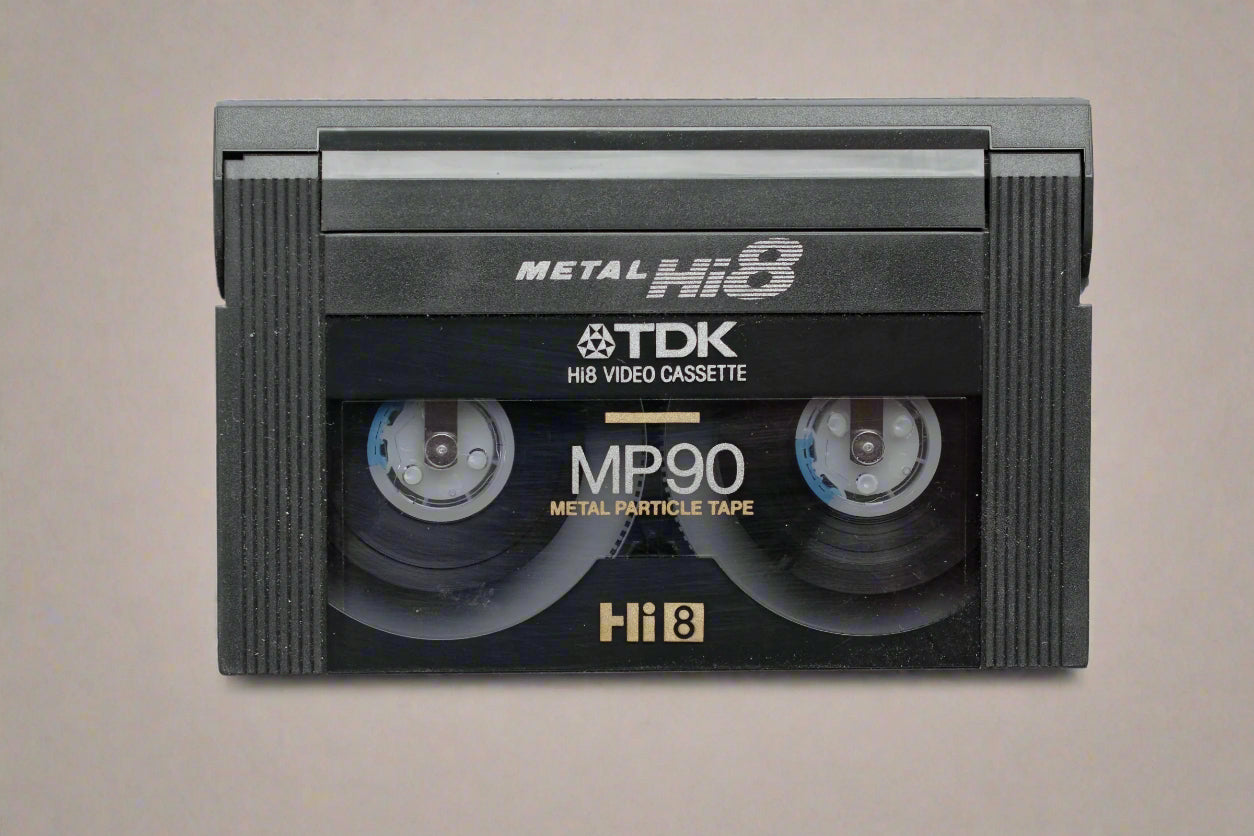 METAL Hi8
TDK
Hi8 VIDEO CASSETTE
MP90
METAL PARTICLE TAPE
Hi8